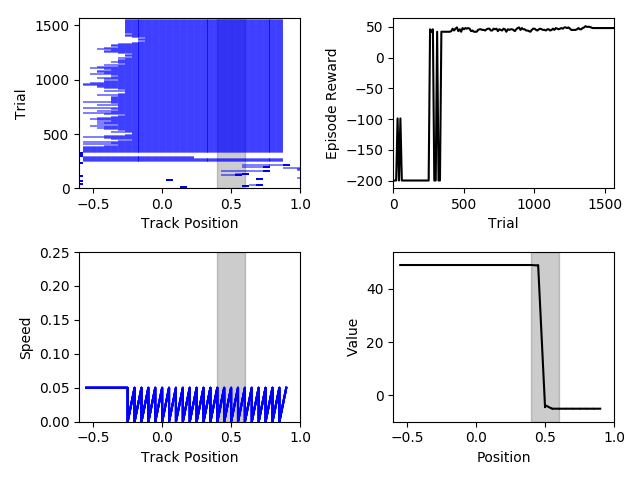 1500
1000
500
0
Trial
−0.5 0.0 0.5 1.0
Track Position
50
0
−50
−100
−150
−200
Episode Reward
0 500 1000 1500
Trial
0.25
0.20
0.15
0.10
0.05
0.00
Speed
−0.5 0.0 0.5 1.0
Track Position
40
20
0
Value
−0.5 0.0 0.5 1.0
Position